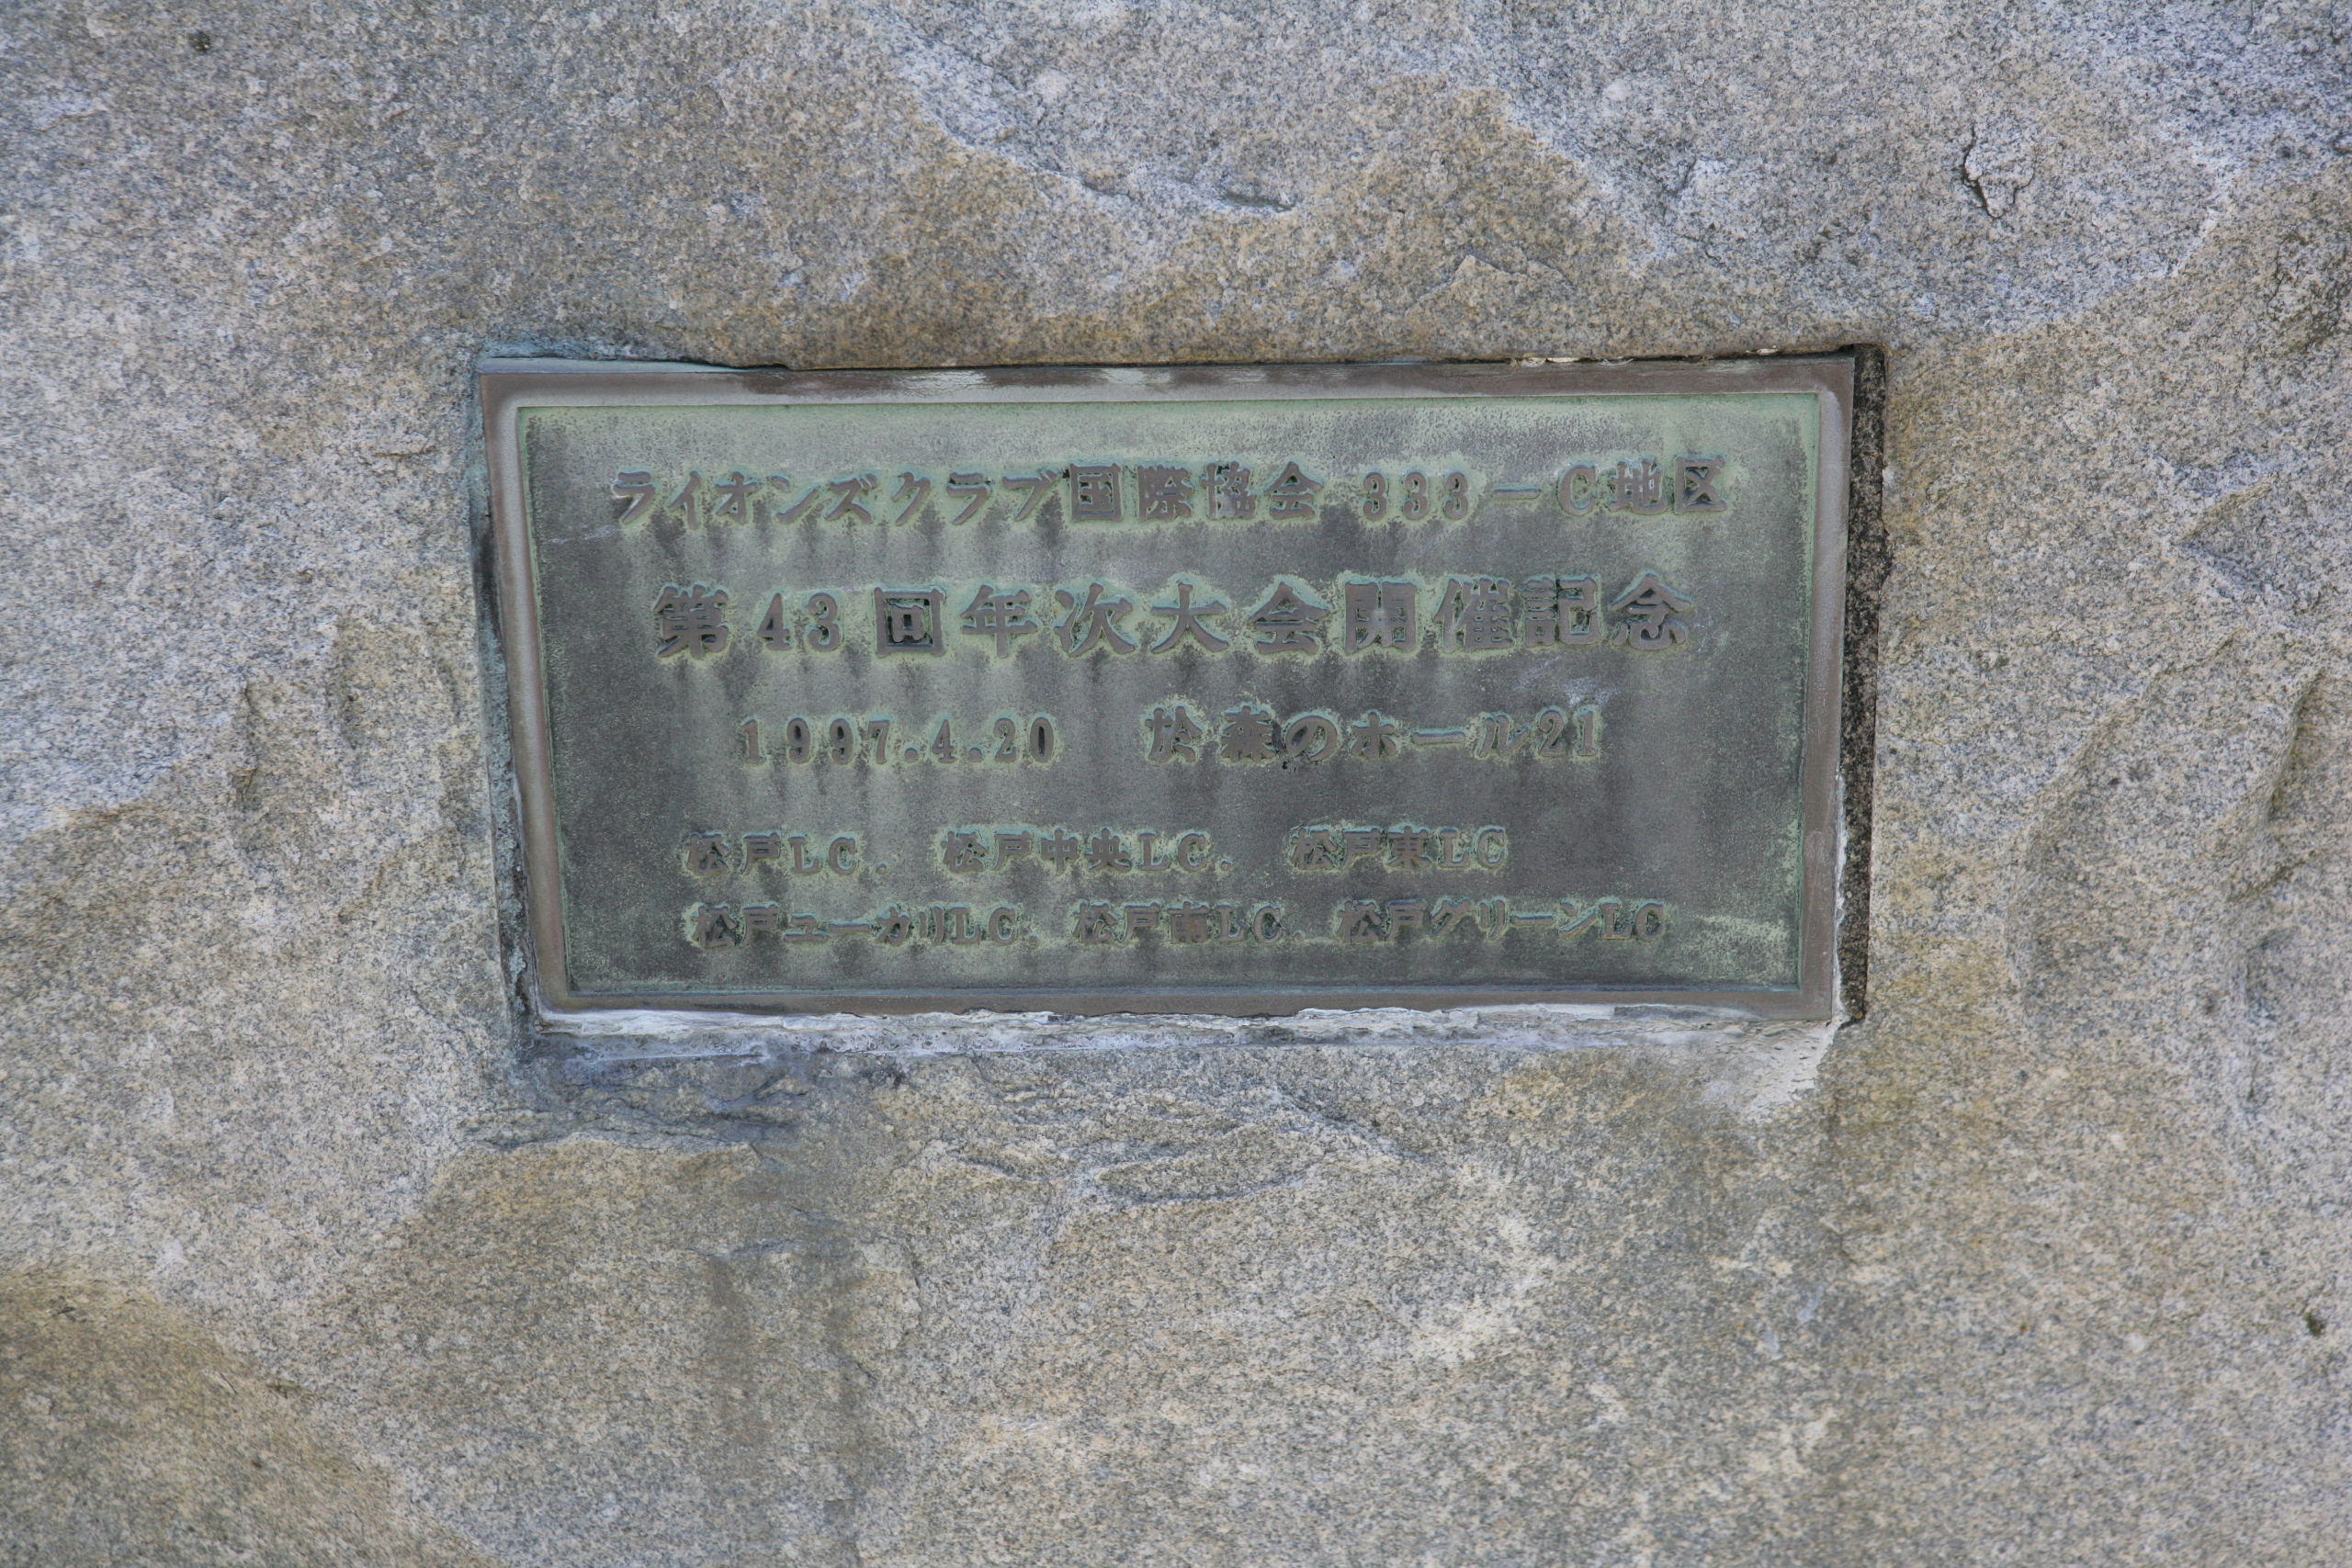 ライオンズクラブ国際協会 333-C地区
第43回年次大会開催記念
1997.4.20 於森のホール21
松戸LC. 松戸中央LC. 松戸東LC
松戸ユーカリLC. 松戸南LC. 松戸グリーンLC